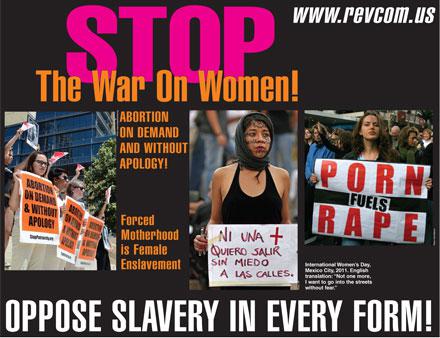 STOP
www.revcom.us
The War On Women!
ABORTION
ON DEMAND
AND WITHOUT
APOLOGY!
Forced
Motherhood
is Female
Enslavement
ABORTION
ON DEMAND
& WITHOUT
APOLOGY
StopPatriarchy.org
NI UNA +
QUIERO SALIR
SIN MIEDO
A LAS CALLES.
PORN
FUELS
RAPE
International Women's Day,
Mexico City, 2011. English
translation: "Not one more,
I want to go into the streets
without fear."
OPPOSE SLAVERY IN EVERY FORM!